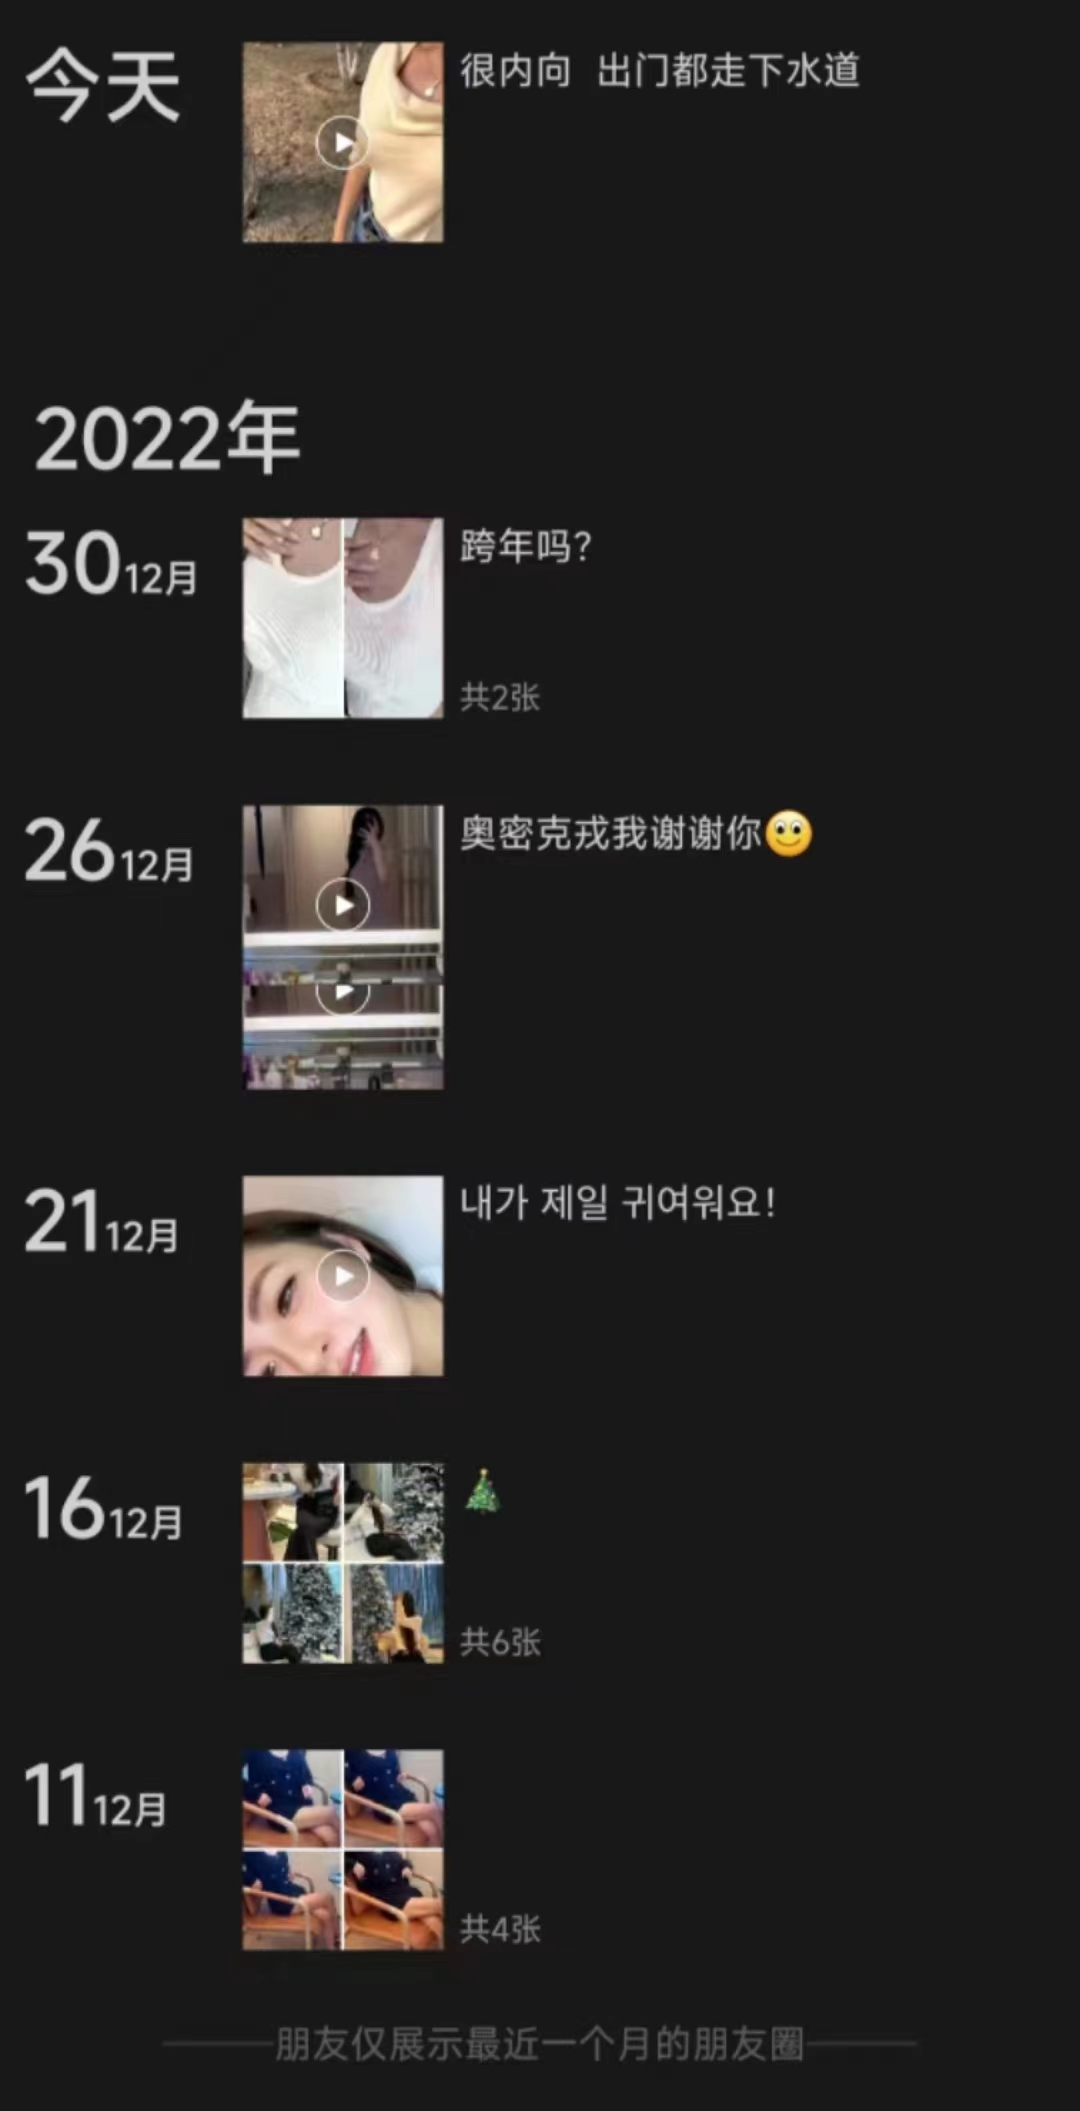 今天
很内向 出门都走下水道
2022年
30 12月
跨年吗?
共2张
26 12月
奥密克戎我谢谢你🙂
21 12月
내가 제일 귀여워요!
16 12月
🎄
共6张
11 12月
共4张
朋友仅展示最近一个月的朋友圈